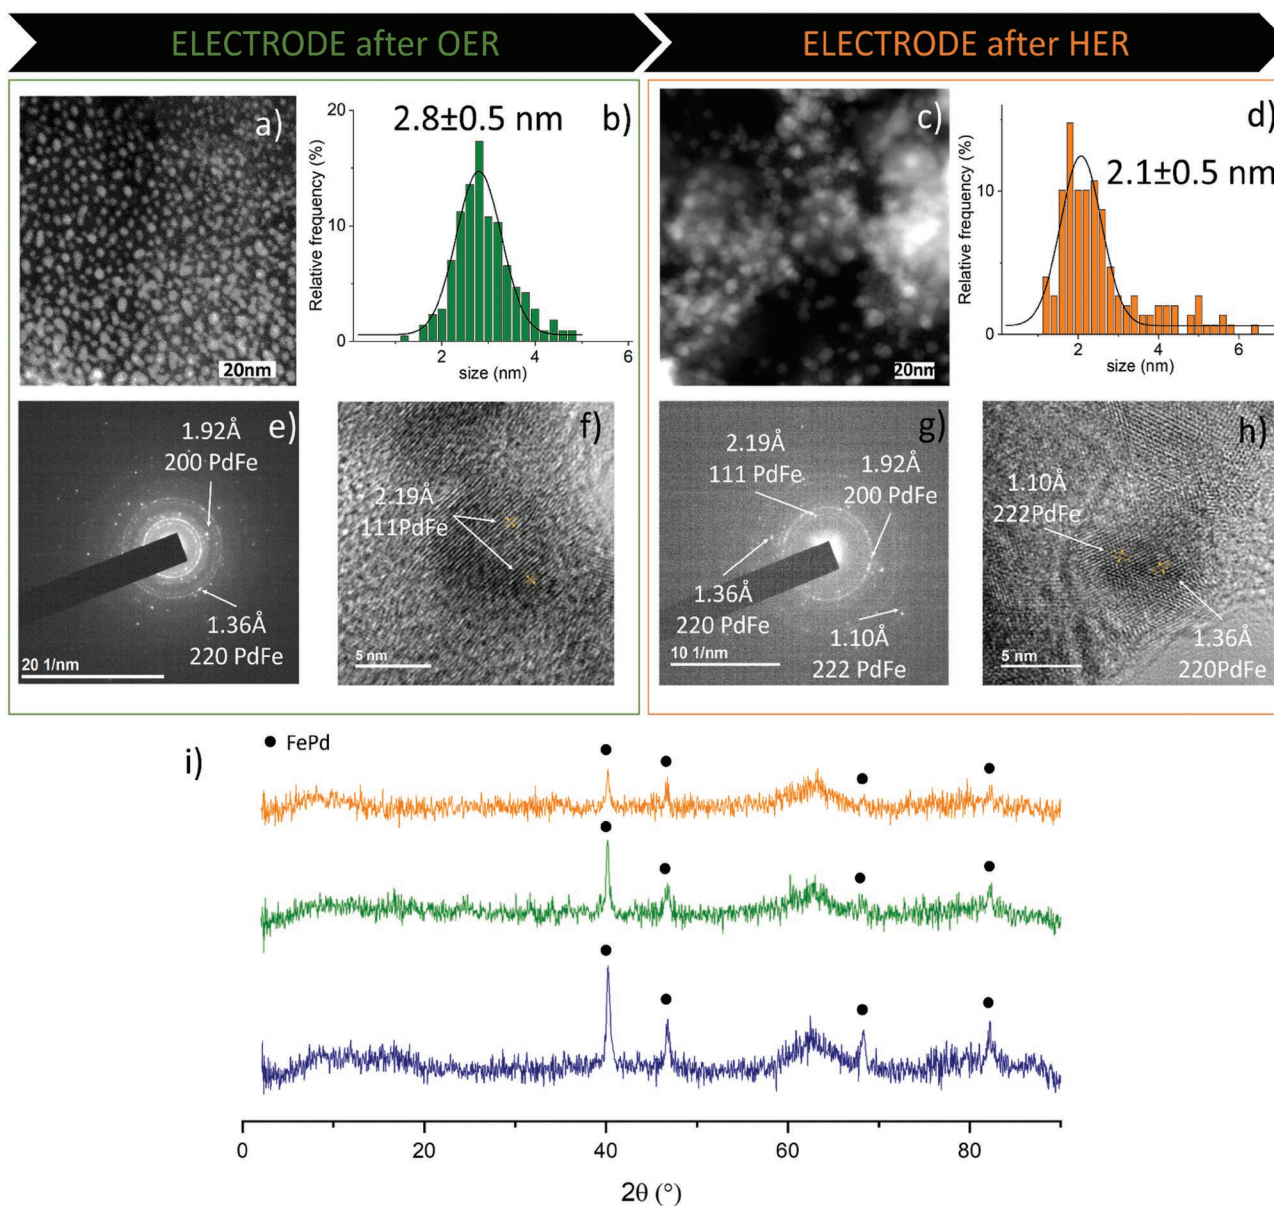 ELECTRODE after OER
ELECTRODE after HER
a)
20nm
b)
2.8±0.5 nm
Relative frequency (%)
20
10
0
2
4
6
size (nm)
c)
20nm
d)
2.1±0.5 nm
Relative frequency (%)
10
0
2
4
6
size (nm)
e)
1.92Å
200 PdFe
1.36Å
220 PdFe
20 1/nm
f)
2.19Å
111PdFe
5 nm
g)
2.19Å
111 PdFe
1.92Å
200 PdFe
1.36Å
220 PdFe
1.10Å
222 PdFe
10 1/nm
h)
1.10Å
222PdFe
1.36Å
220PdFe
5 nm
i)
FePd
0
20
40
60
80
2θ (°)